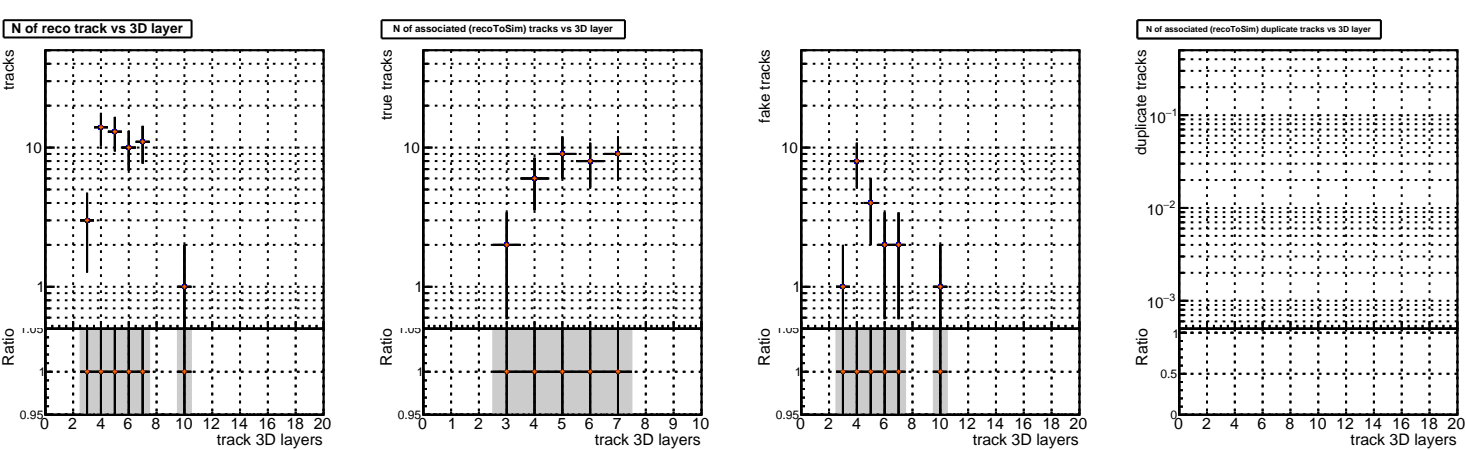 N of reco track vs 3D layer
tracks
10
1
1.05
Ratio
1
0.95
0 2 4 6 8 10 12 14 16 18 20
track 3D layers
N of associated (recoToSim) tracks vs 3D layer
true tracks
10
1
1.05
Ratio
1
0.95
0 1 2 3 4 5 6 7 8 9 10
track 3D layers
fake tracks
10
1
1.05
Ratio
1
0.95
0 2 4 6 8 10 12 14 16 18 20
track 3D layers
N of associated (recoToSim) duplicate tracks vs 3D layer
duplicate tracks
10⁻¹
10⁻²
10⁻³
Ratio
1
0.5
0
0 2 4 6 8 10 12 14 16 18 20
track 3D layers